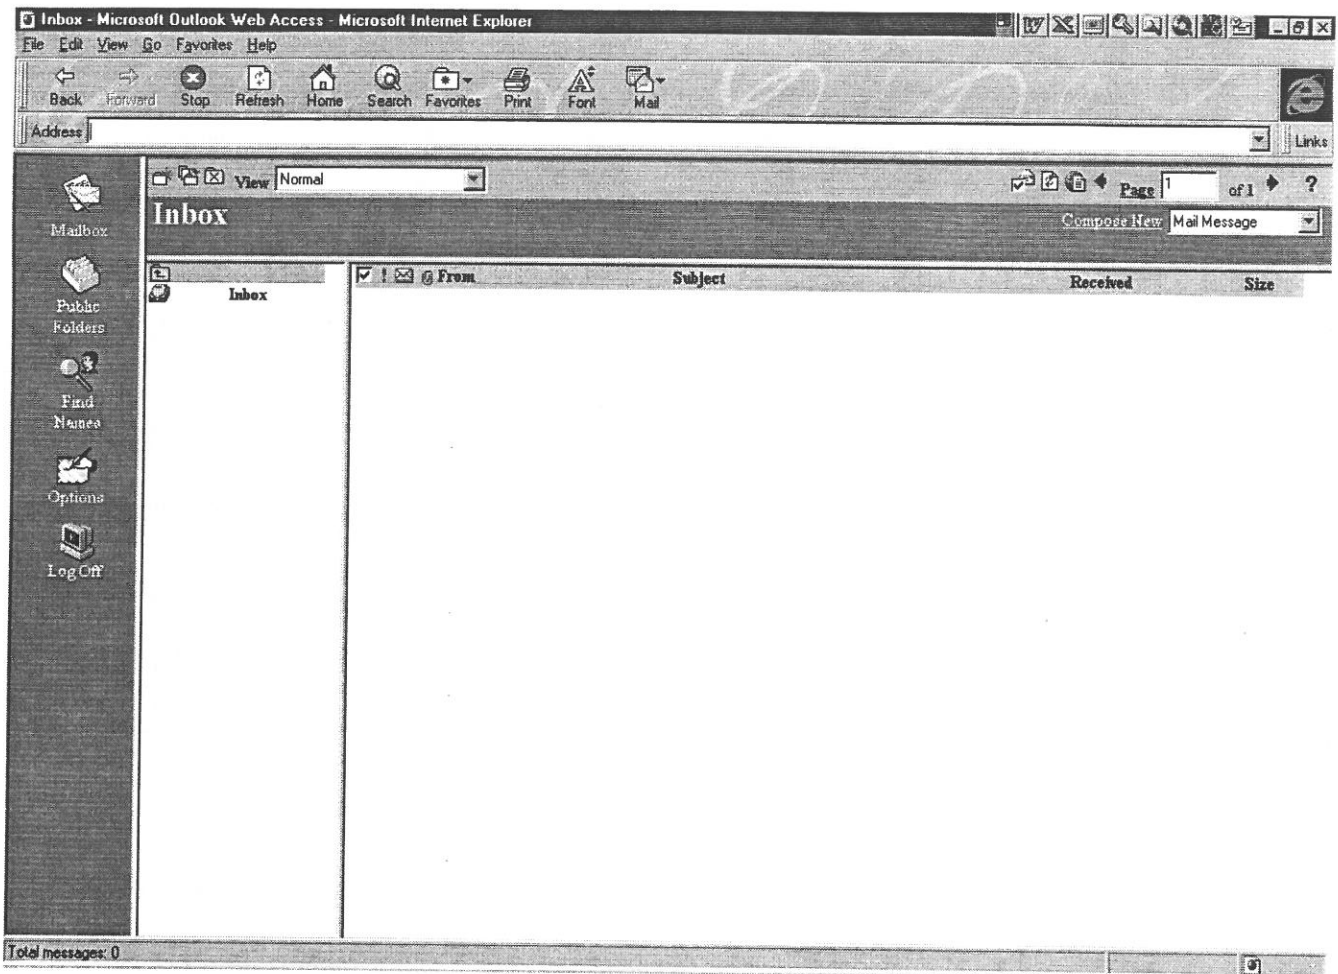 Inbox - Microsoft Outlook Web Access - Microsoft Internet Explorer
File Edit View Go Favorites Help
Back Forward Stop Refresh Home Search Favorites Print Font Mail
Address
Links
View Normal
Page 1 of 1 ?
Inbox
Compose New Mail Message
Mailbox
Public
Folders
Find
Names
Options
Log Off
Inbox
! From Subject Received Size
Total messages: 0